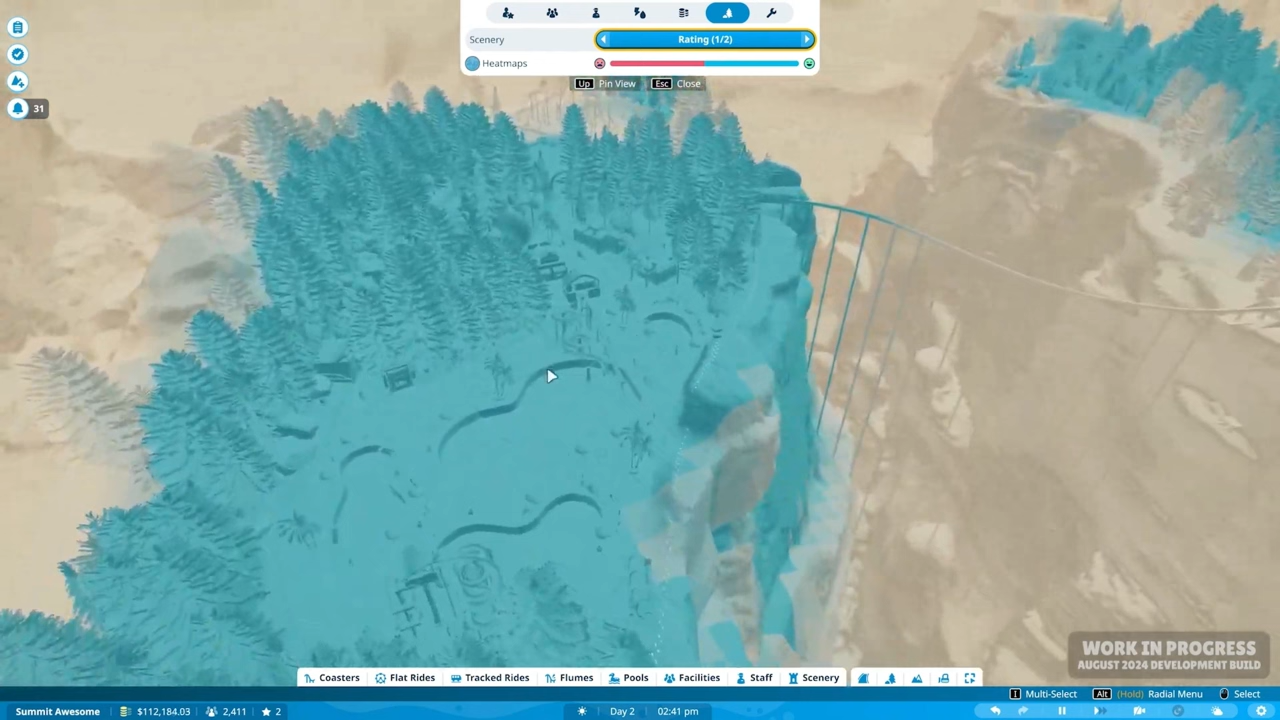 Scenery
Rating (1/2)
Heatmaps
Up Pin View Esc Close
31
WORK IN PROGRESS
AUGUST 2024 DEVELOPMENT BUILD
Coasters Flat Rides Tracked Rides Flumes Pools Facilities Staff Scenery
I Multi-Select Alt (Hold) Radial Menu Select
Summit Awesome $112,184.03 2,411 2 Day 2 02:41 pm